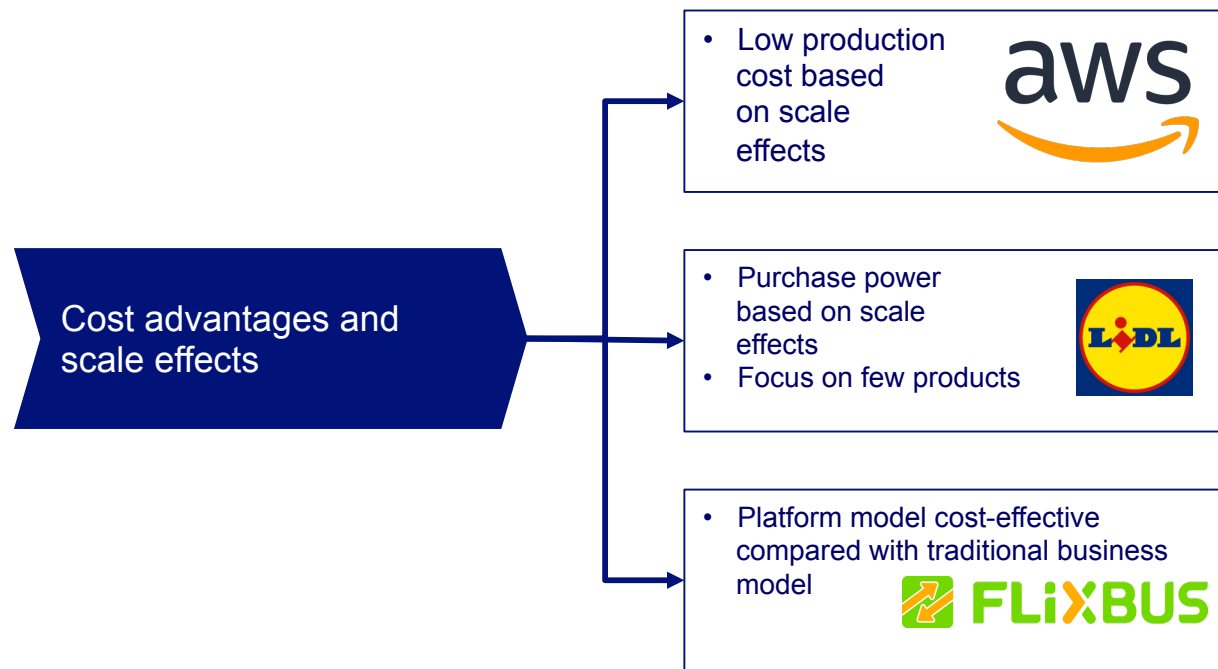 • Low production
cost based
on scale
effects
aws
Cost advantages and
scale effects
• Purchase power
based on scale
effects
• Focus on few products
LiDL
• Platform model cost-effective
compared with traditional business
model
FLiXBUS